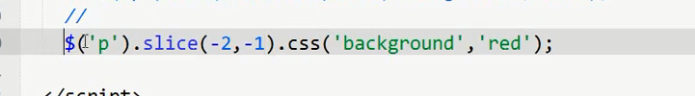 //
$('p').slice(-2,-1).css('background','red');
</script>